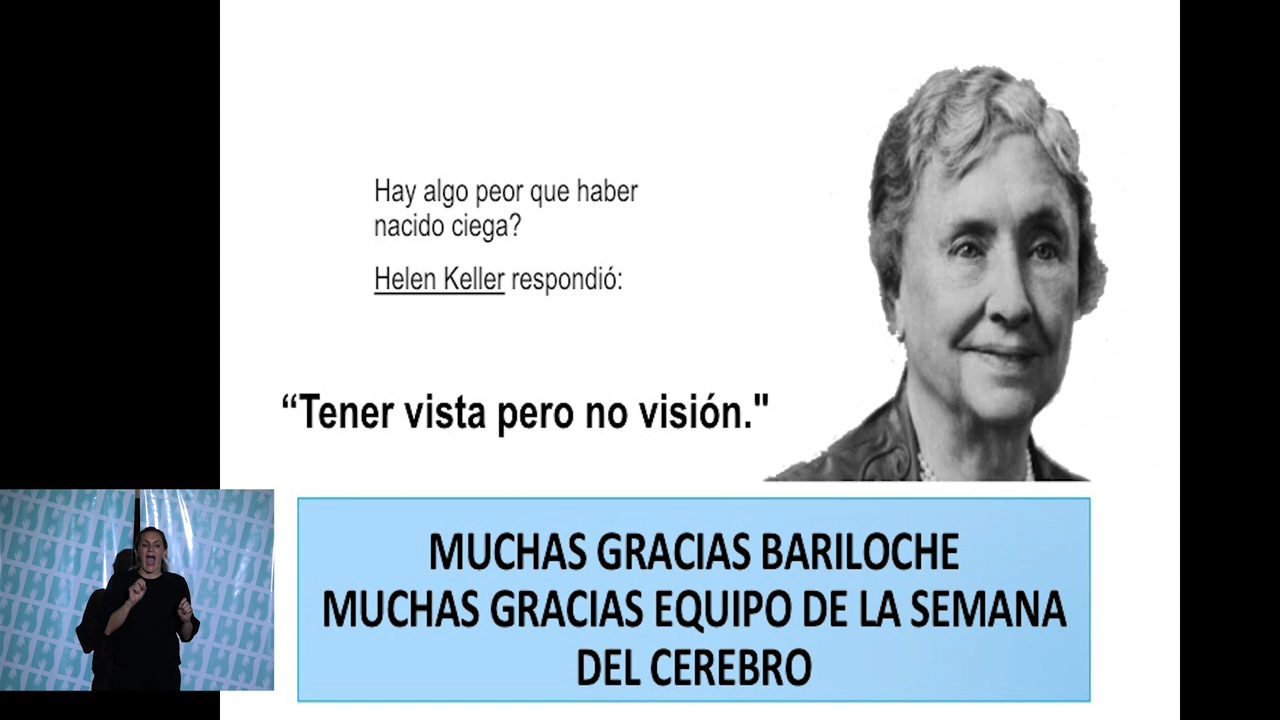 Hay algo peor que haber
nacido ciega?
Helen Keller respondió:
“Tener vista pero no visión."
MUCHAS GRACIAS BARILOCHE
MUCHAS GRACIAS EQUIPO DE LA SEMANA
DEL CEREBRO